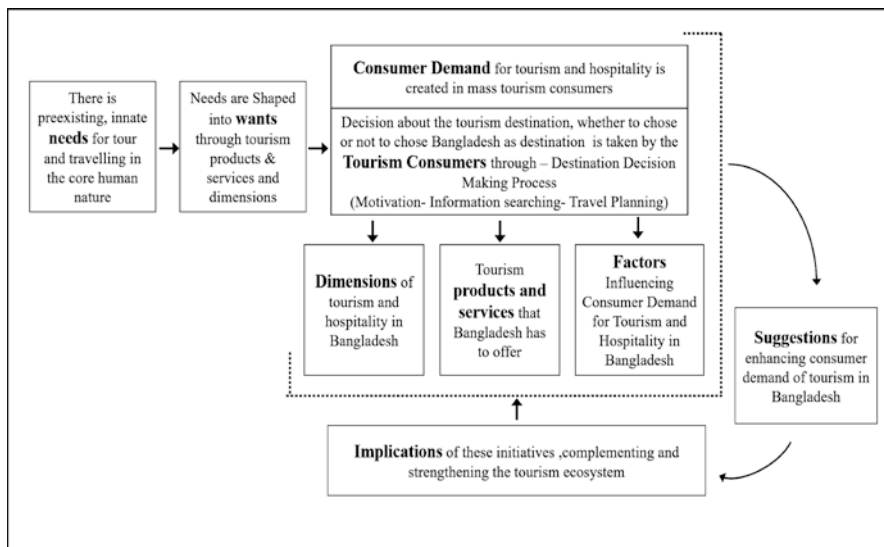 There is
preexisting, innate
needs for tour
and travelling in
the core human
nature
Needs are Shaped
into wants
through tourism
products &
services and
dimensions
Consumer Demand for tourism and hospitality is
created in mass tourism consumers
Decision about the tourism destination, whether to chose
or not to chose Bangladesh as destination is taken by the
Tourism Consumers through – Destination Decision
Making Process
(Motivation- Information searching- Travel Planning)
Dimensions of
tourism and
hospitality in
Bangladesh
Tourism
products and
services that
Bangladesh has
to offer
Factors
Influencing
Consumer Demand
for Tourism and
Hospitality in
Bangladesh
Suggestions for
enhancing consumer
demand of tourism in
Bangladesh
Implications of these initiatives ,complementing and
strengthening the tourism ecosystem